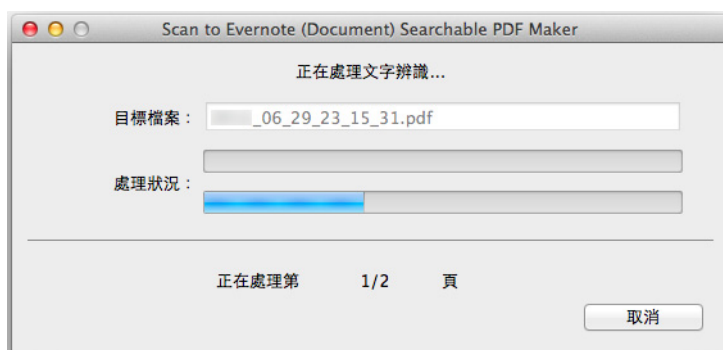 Scan to Evernote (Document) Searchable PDF Maker
正在處理文字辨識...
目標檔案： _06_29_23_15_31.pdf
處理狀況：
正在處理第 1/2 頁
取消